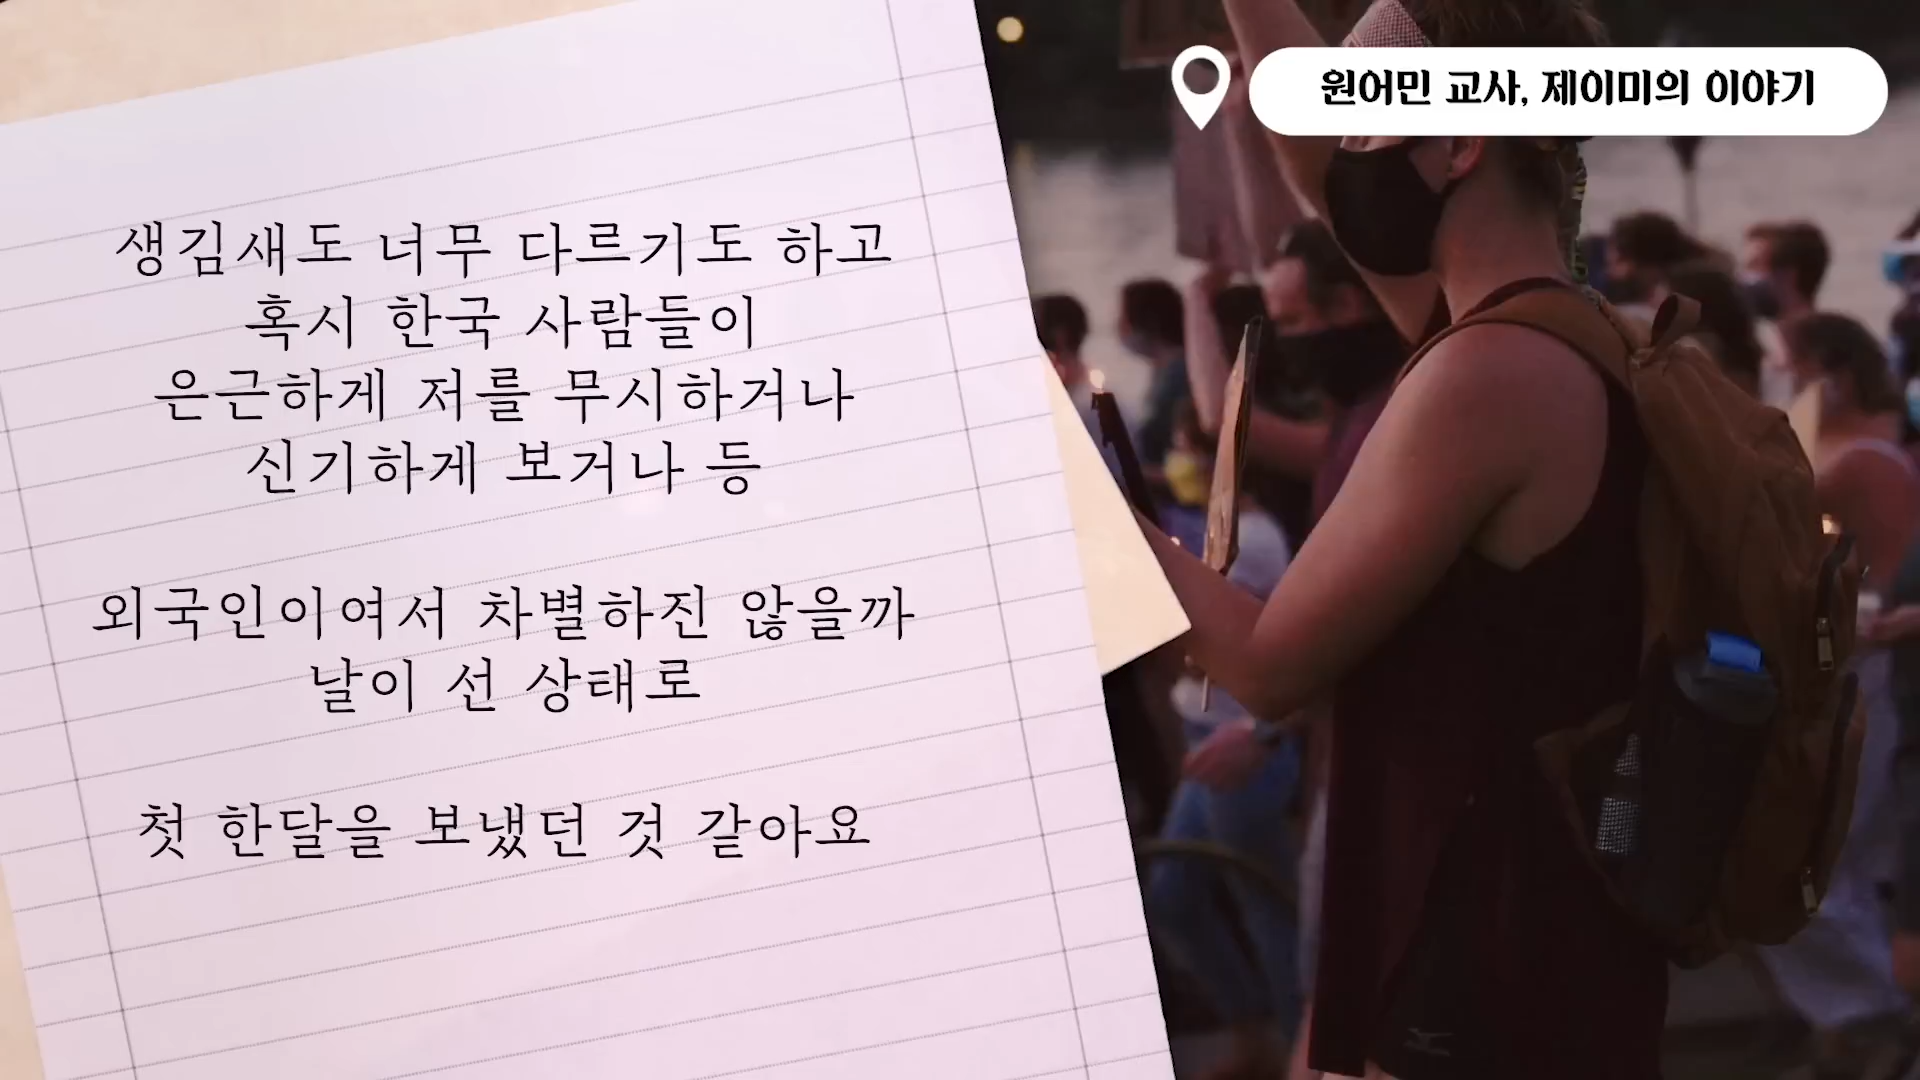 원어민 교사, 제이미의 이야기
생김새도 너무 다르기도 하고
혹시 한국 사람들이
은근하게 저를 무시하거나
신기하게 보거나 등
외국인이여서 차별하진 않을까
날이 선 상태로
첫 한달을 보냈던 것 같아요